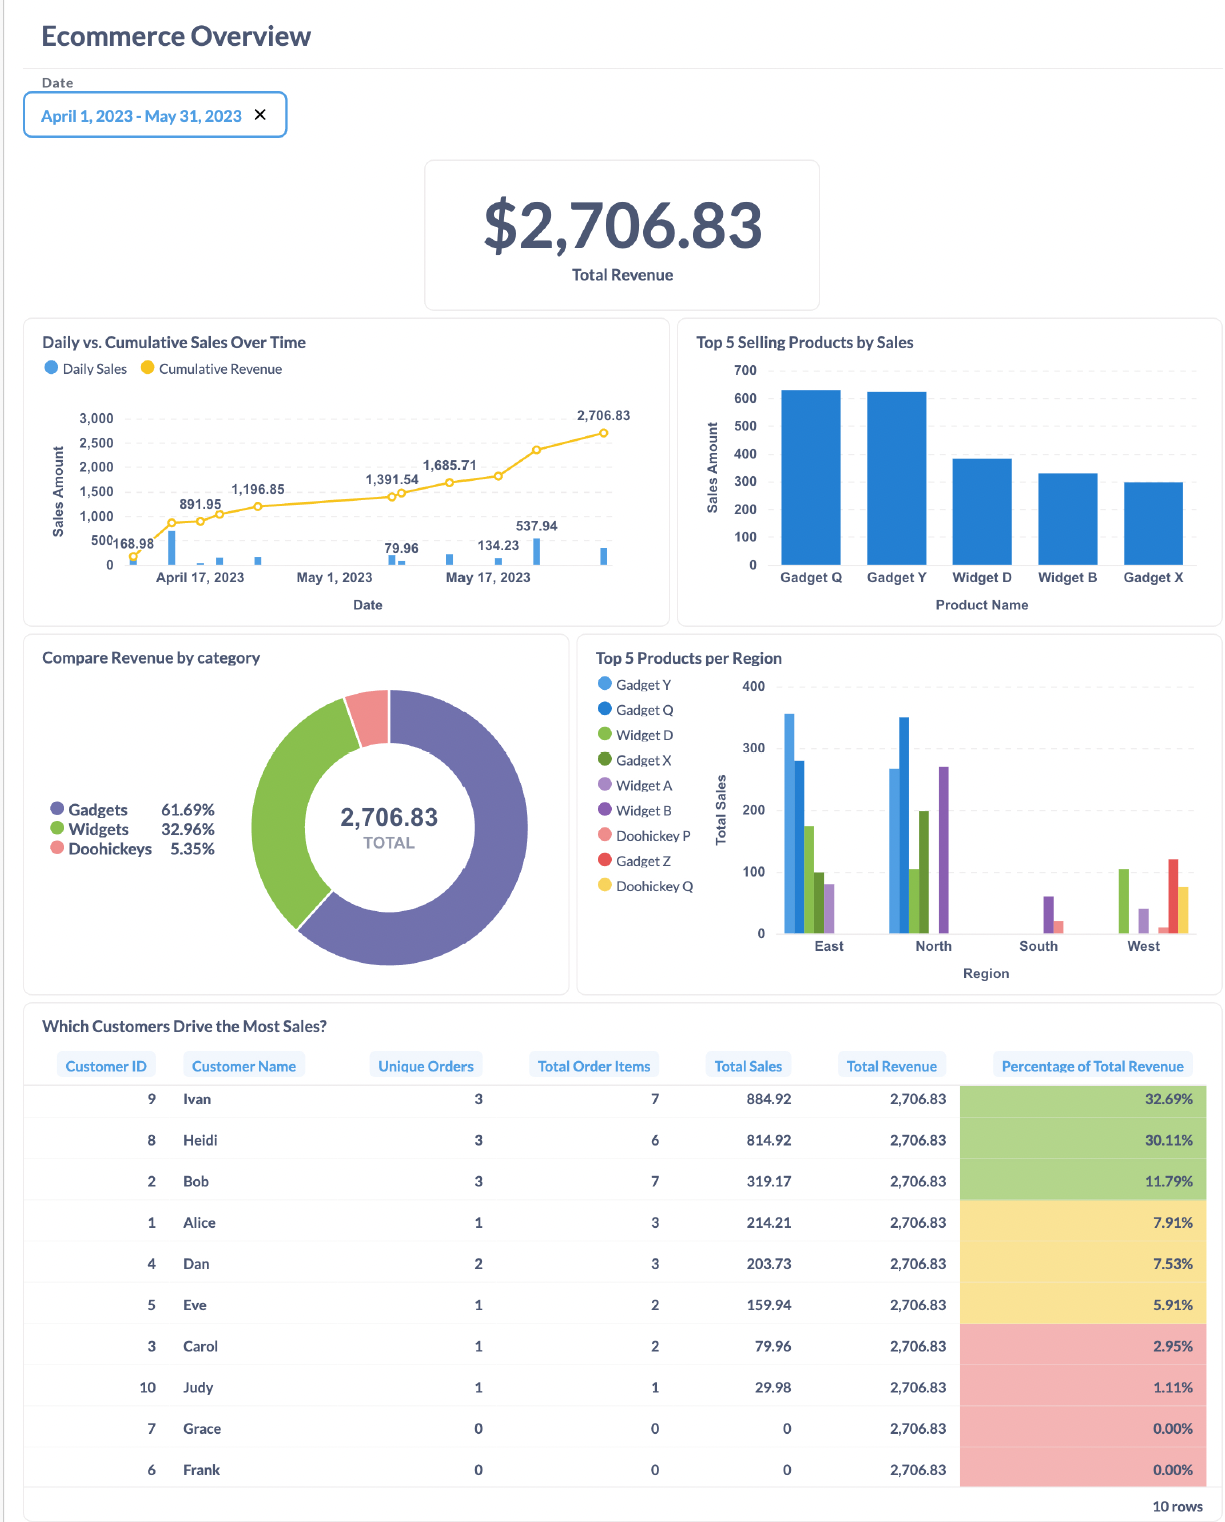 Ecommerce Overview
Date
April 1, 2023 - May 31, 2023 ✕
$2,706.83
Total Revenue
Daily vs. Cumulative Sales Over Time
Daily Sales Cumulative Revenue
Sales Amount
3,000
2,500
2,000
1,500
1,000
500
0
168.98
891.95
1,196.85
1,391.54
79.96
1,685.71
134.23
537.94
2,706.83
April 17, 2023 May 1, 2023 May 17, 2023
Date
Top 5 Selling Products by Sales
Sales Amount
700
600
500
400
300
200
100
0
Gadget Q Gadget Y Widget D Widget B Gadget X
Product Name
Compare Revenue by category
Gadgets 61.69%
Widgets 32.96%
Doohickeys 5.35%
2,706.83
TOTAL
Top 5 Products per Region
Gadget Y
Gadget Q
Widget D
Gadget X
Widget A
Widget B
Doohickey P
Gadget Z
Doohickey Q
Total Sales
400
300
200
100
0
East North South West
Region
Which Customers Drive the Most Sales?
Customer ID Customer Name Unique Orders Total Order Items Total Sales Total Revenue Percentage of Total Revenue
9 Ivan 3 7 884.92 2,706.83 32.69%
8 Heidi 3 6 814.92 2,706.83 30.11%
2 Bob 3 7 319.17 2,706.83 11.79%
1 Alice 1 3 214.21 2,706.83 7.91%
4 Dan 2 3 203.73 2,706.83 7.53%
5 Eve 1 2 159.94 2,706.83 5.91%
3 Carol 1 2 79.96 2,706.83 2.95%
10 Judy 1 1 29.98 2,706.83 1.11%
7 Grace 0 0 0 2,706.83 0.00%
6 Frank 0 0 0 2,706.83 0.00%
10 rows